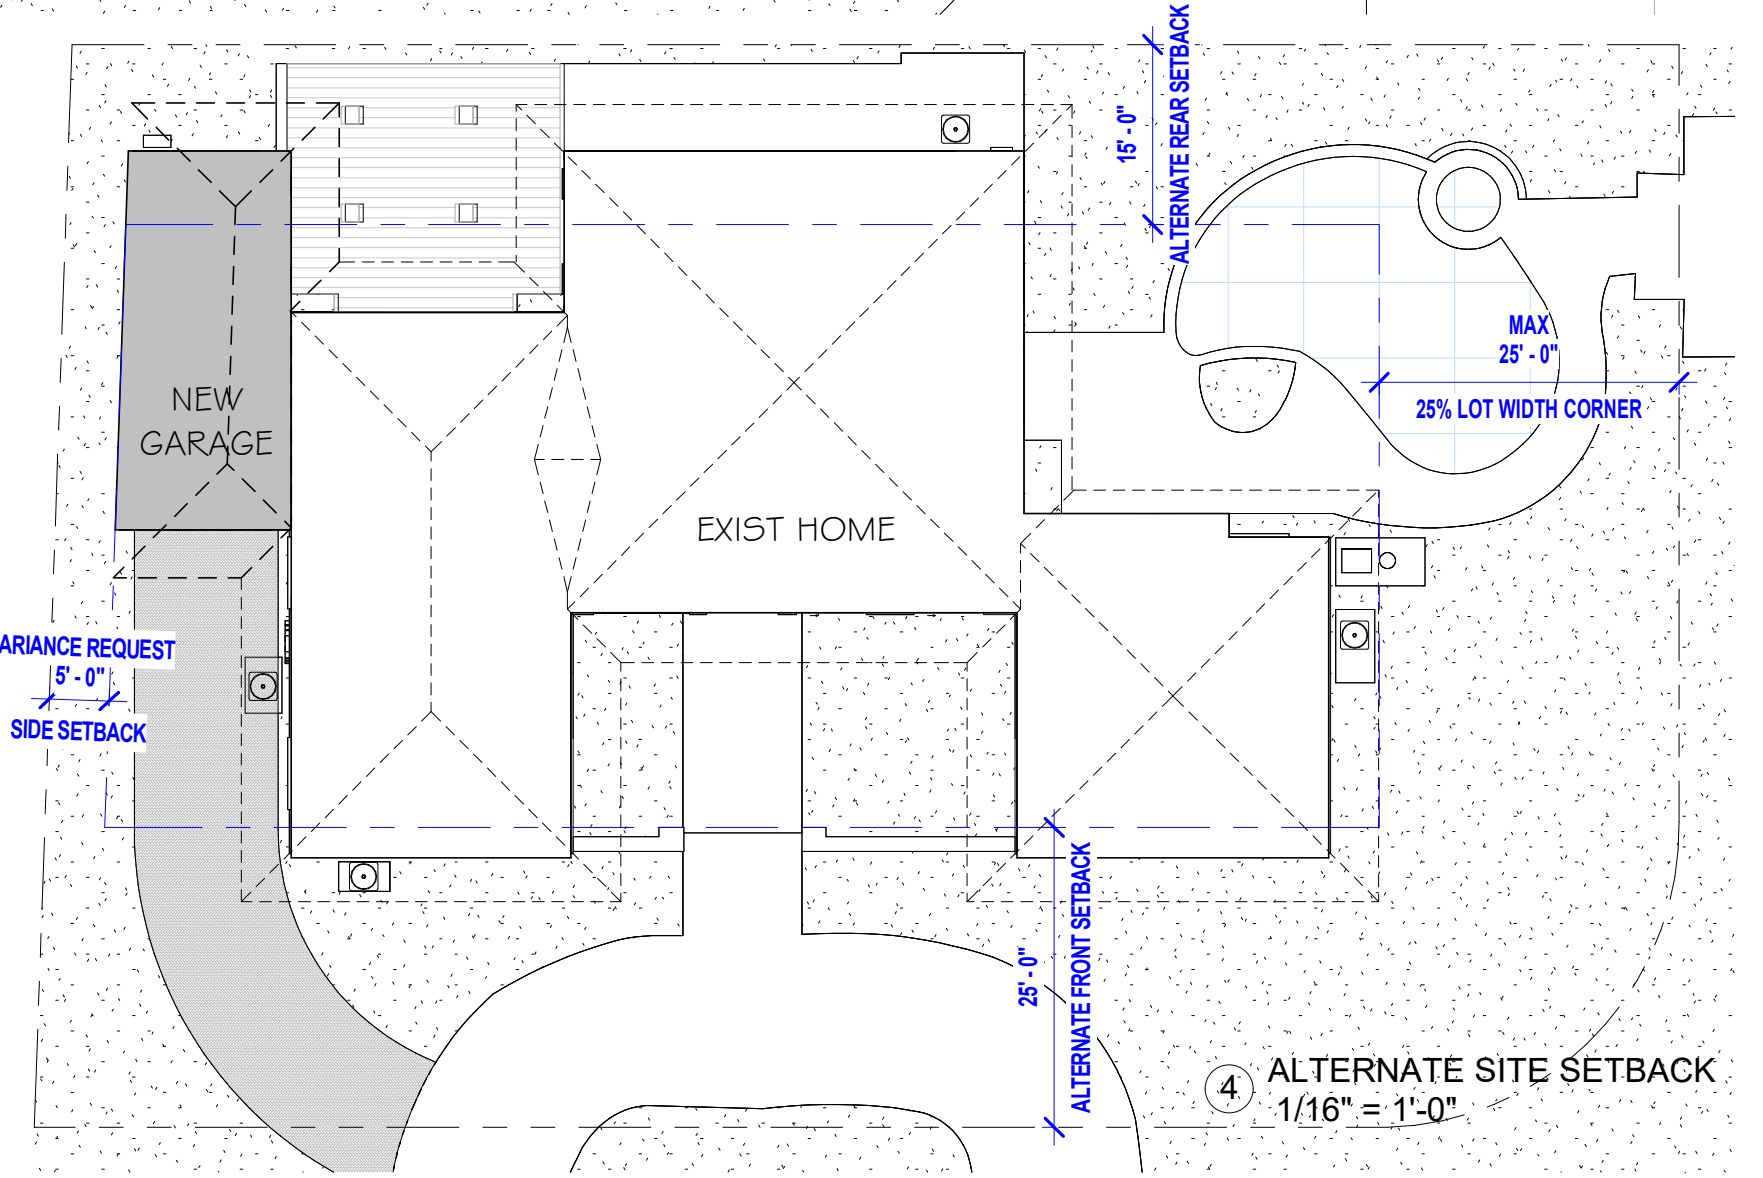 15' - 0"
ALTERNATE REAR SETBACK
MAX
25' - 0"
25% LOT WIDTH CORNER
NEW
GARAGE
EXIST HOME
ARIANCE REQUEST
5' - 0"
SIDE SETBACK
25' - 0"
ALTERNATE FRONT SETBACK
4
ALTERNATE SITE SETBACK
1/16" = 1'-0"